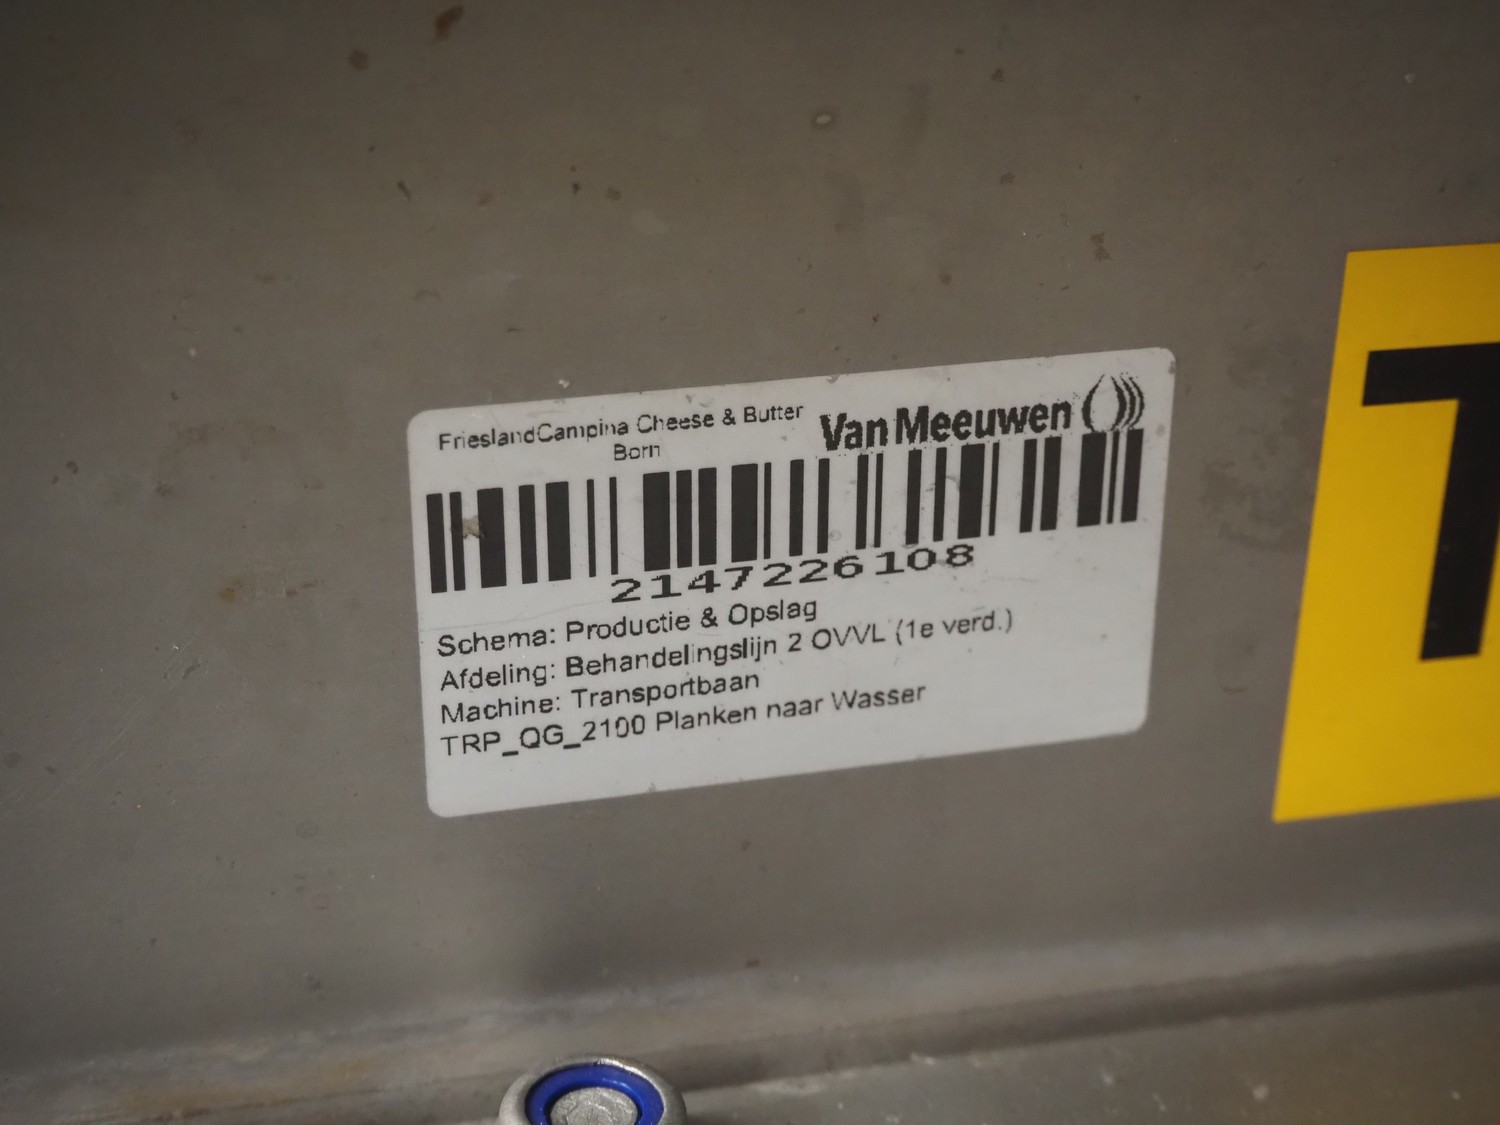 FrieslandCampina Cheese & Butter
Born
Van Meeuwen
2147226108
Schema: Productie & Opslag
Afdeling: Behandelingslijn 2 OVVL (1e verd.)
Machine: Transportbaan
TRP_QG_2100 Planken naar Wasser
T